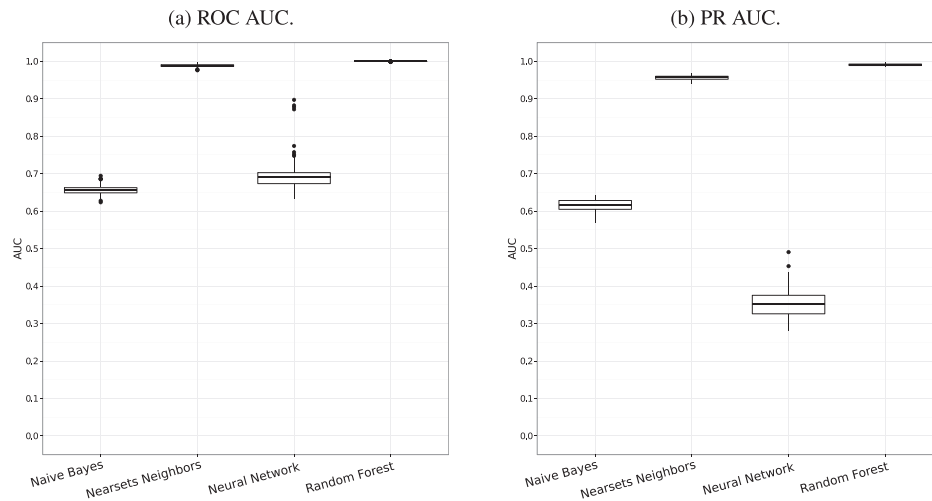 (a) ROC AUC.
1.0
0.9
0.8
0.7
0.6
0.5
0.4
0.3
0.2
0.1
0.0
AUC
Naive Bayes
Nearsets Neighbors
Neural Network
Random Forest
(b) PR AUC.
1.0
0.9
0.8
0.7
0.6
0.5
0.4
0.3
0.2
0.1
0.0
AUC
Naive Bayes
Nearsets Neighbors
Neural Network
Random Forest